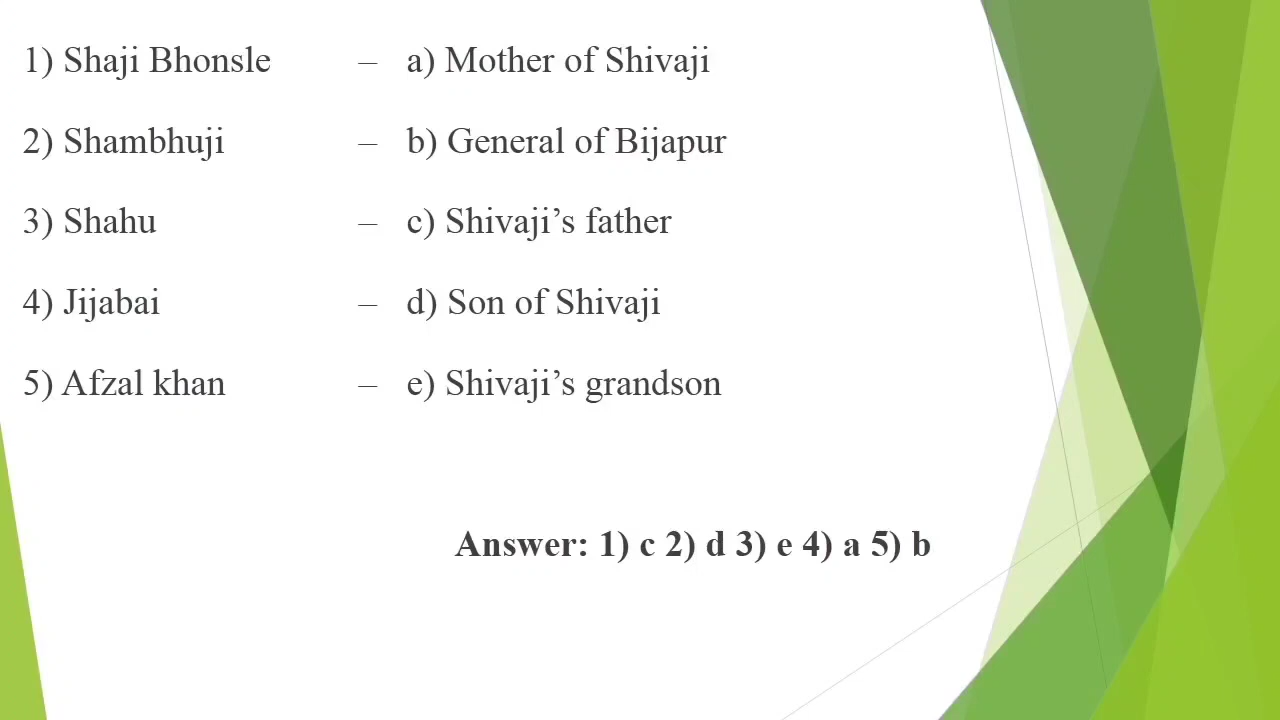 1) Shaji Bhonsle – a) Mother of Shivaji
2) Shambhuji – b) General of Bijapur
3) Shahu – c) Shivaji’s father
4) Jijabai – d) Son of Shivaji
5) Afzal khan – e) Shivaji’s grandson
Answer: 1) c 2) d 3) e 4) a 5) b